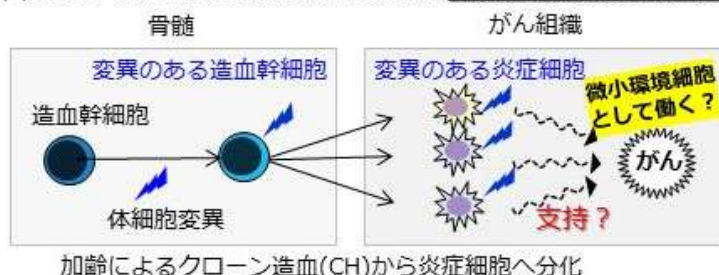 骨髄
がん組織
変異のある造血幹細胞
変異のある炎症細胞
微小環境細胞
として働く？
造血幹細胞
がん
体細胞変異
支持？
加齢によるクローン造血(CH)から炎症細胞へ分化